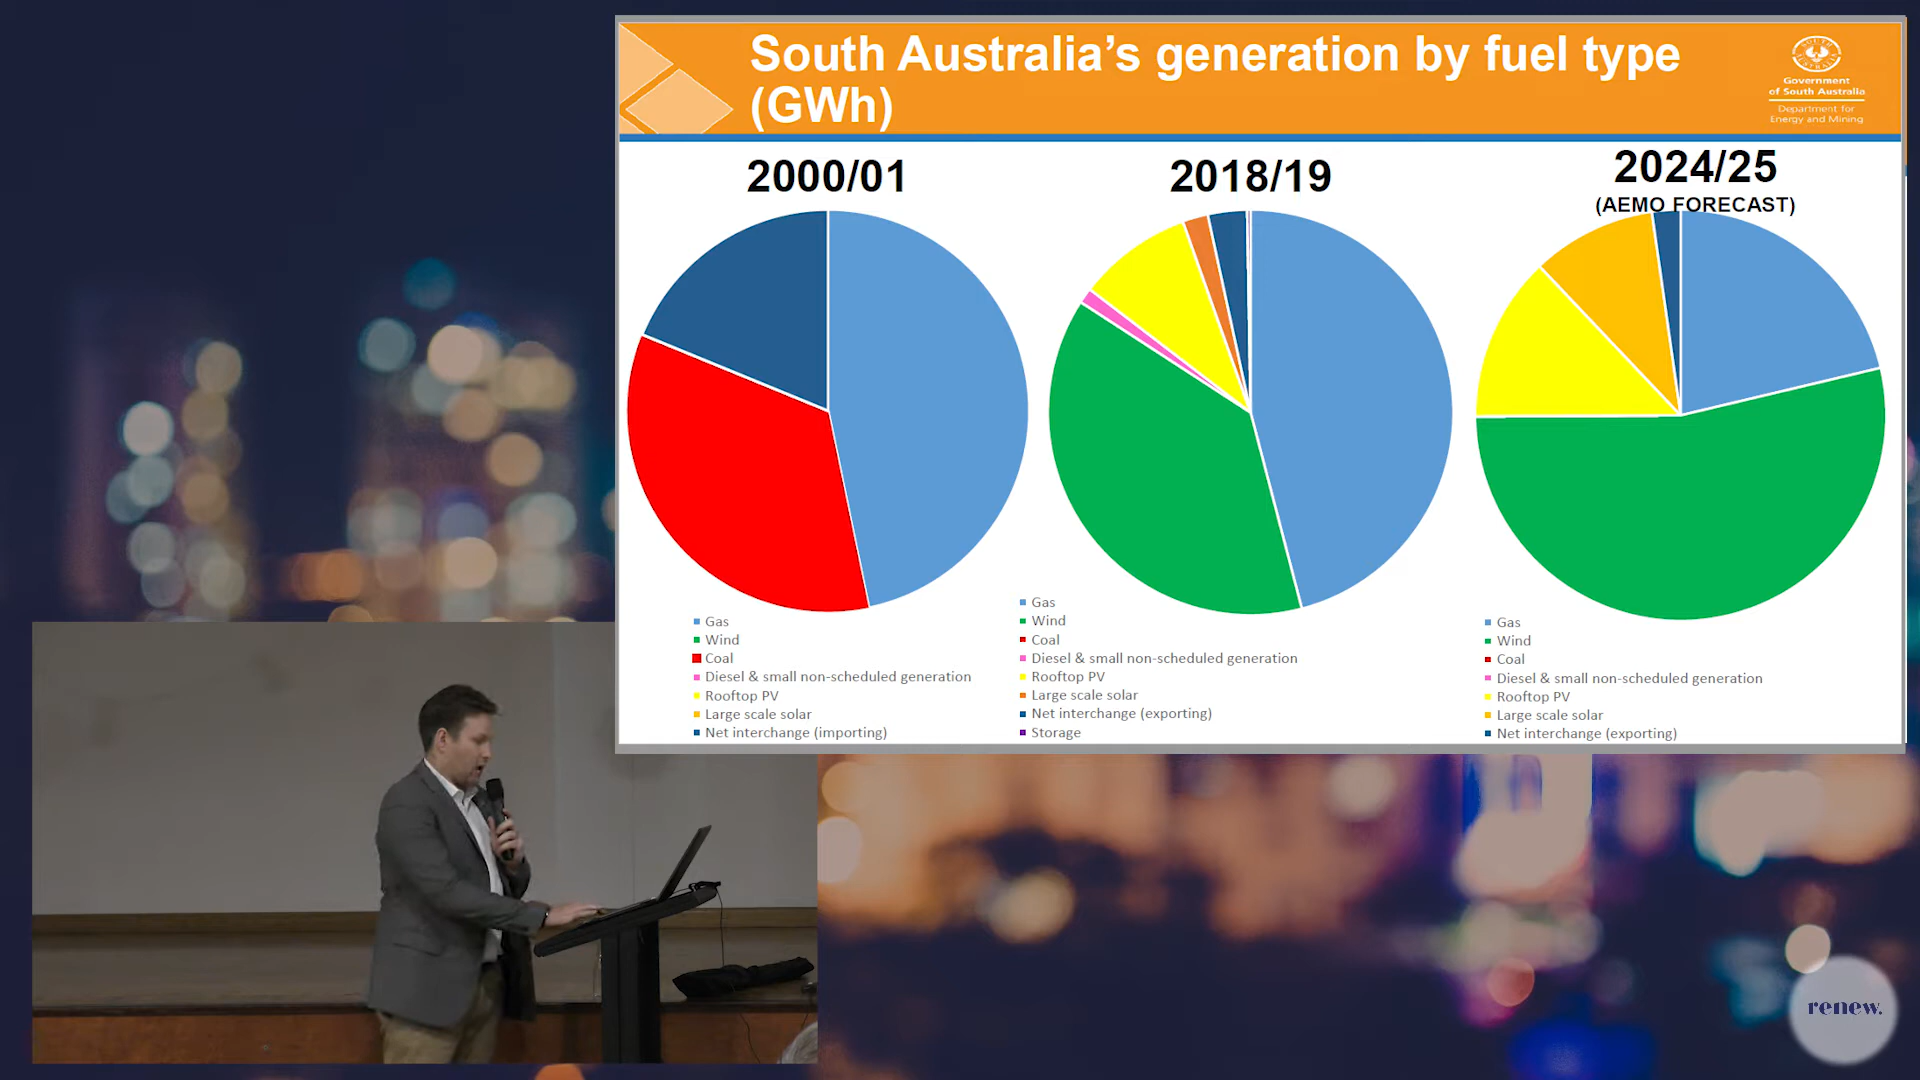 South Australia's generation by fuel type
(GWh)
Government
of South Australia
Department for
Energy and Mining
2000/01
Gas
Wind
Coal
Diesel & small non-scheduled generation
Rooftop PV
Large scale solar
Net interchange (importing)
2018/19
Gas
Wind
Coal
Diesel & small non-scheduled generation
Rooftop PV
Large scale solar
Net interchange (exporting)
Storage
2024/25
(AEMO FORECAST)
Gas
Wind
Coal
Diesel & small non-scheduled generation
Rooftop PV
Large scale solar
Net interchange (exporting)
renew.